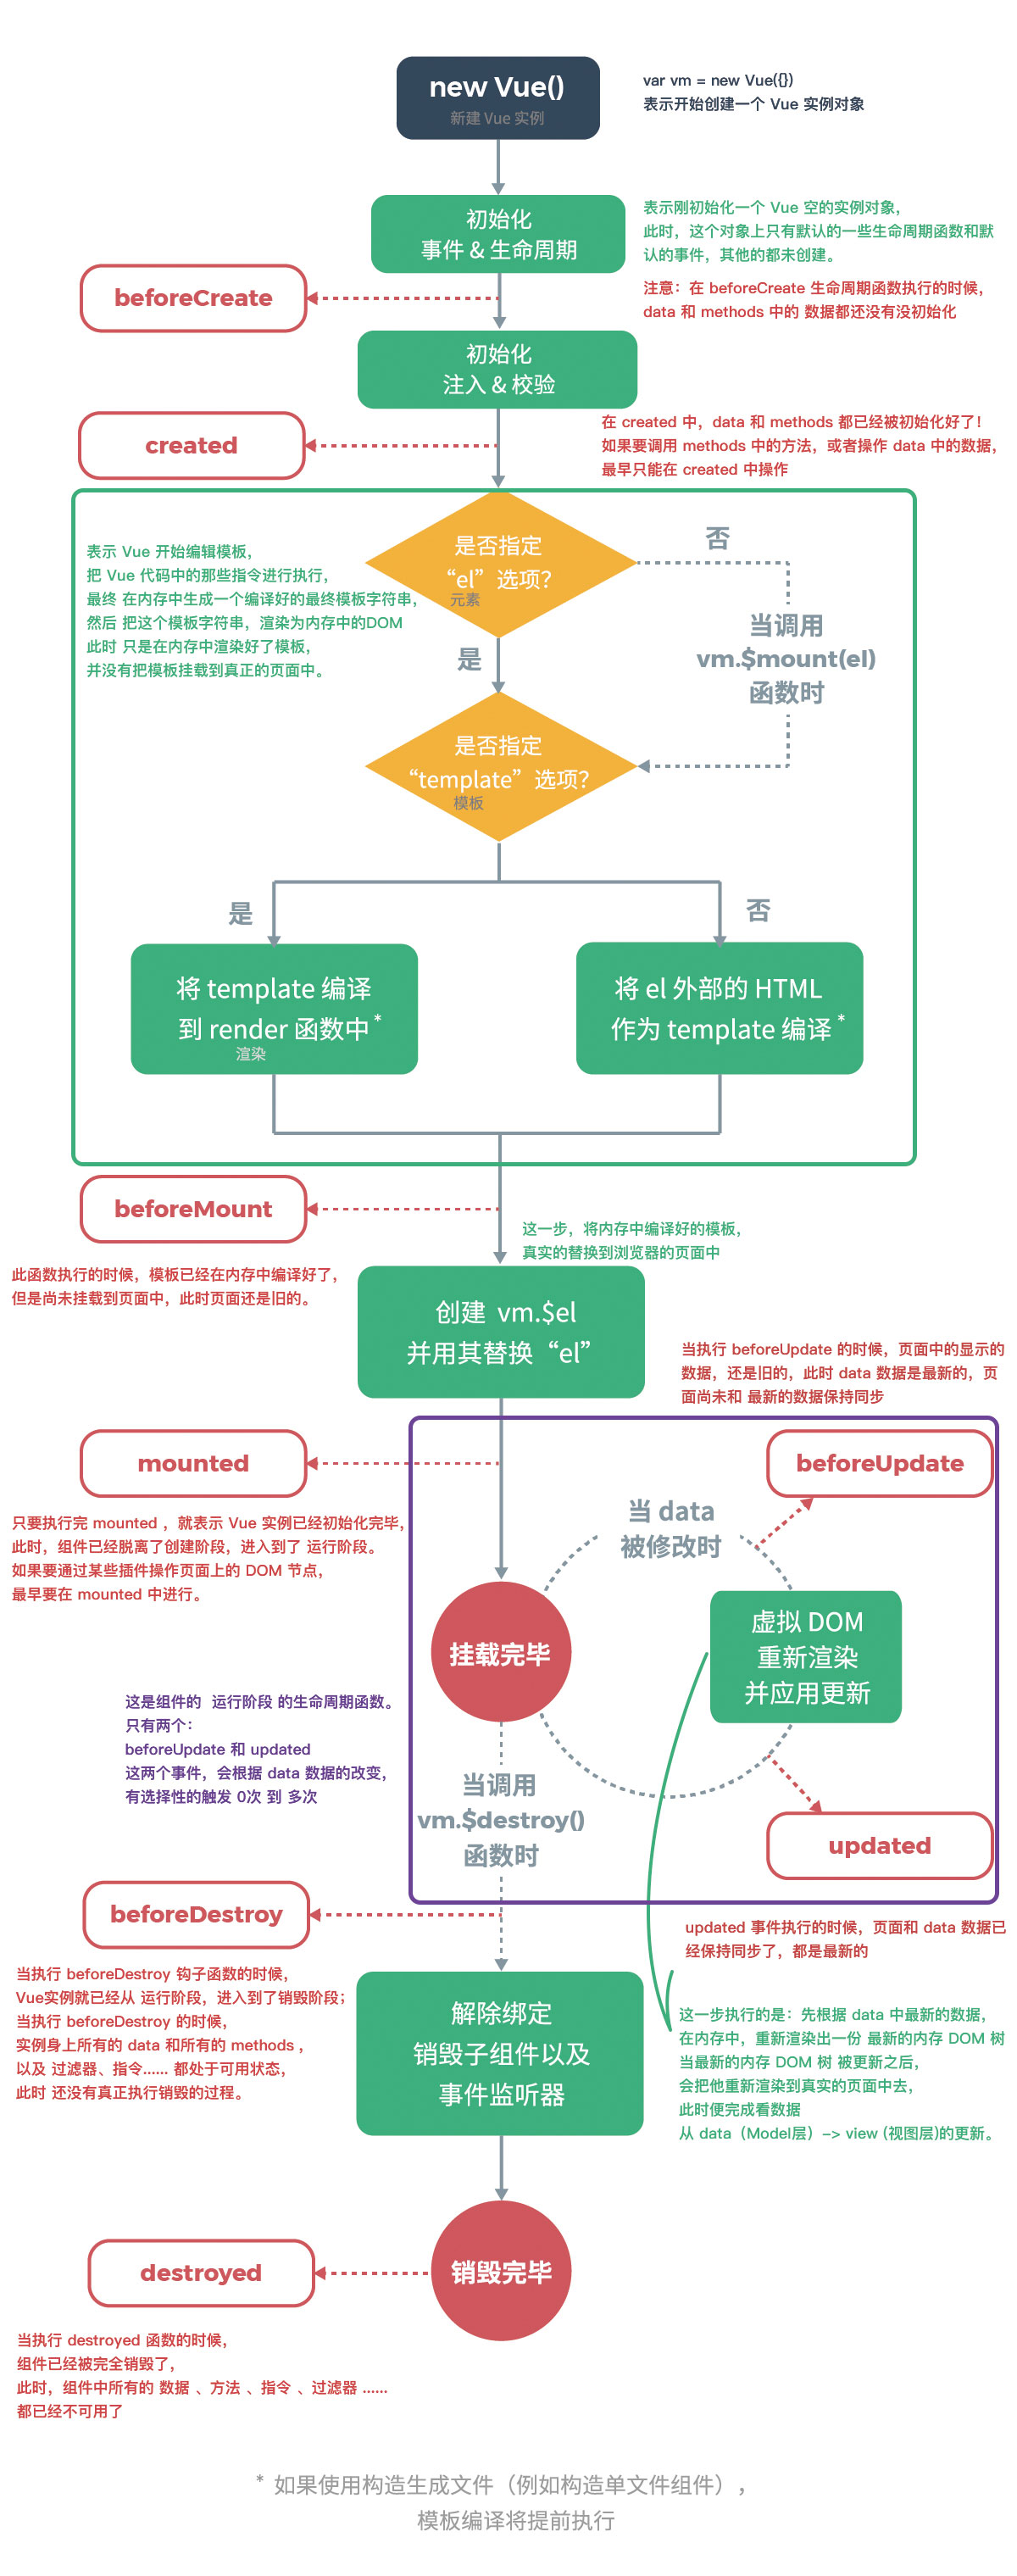 new Vue()
新建 Vue 实例
var vm = new Vue({})
表示开始创建一个 Vue 实例对象
初始化
事件 & 生命周期
表示刚初始化一个 Vue 空的实例对象，
此时，这个对象上只有默认的一些生命周期函数和默
认的事件，其他的都未创建。
beforeCreate
注意：在 beforeCreate 生命周期函数执行的时候，
data 和 methods 中的 数据都还没有没初始化
初始化
注入 & 校验
created
在 created 中，data 和 methods 都已经被初始化好了！
如果要调用 methods 中的方法，或者操作 data 中的数据，
最早只能在 created 中操作
表示 Vue 开始编辑模板，
把 Vue 代码中的那些指令进行执行，
最终 在内存中生成一个编译好的最终模板字符串，
然后 把这个模板字符串，渲染为内存中的DOM
此时 只是在内存中渲染好了模板，
并没有把模板挂载到真正的页面中。
是否指定
“el”选项？
元素
否
当调用
vm.$mount(el)
函数时
是
是否指定
“template”选项？
模板
是
否
将 template 编译
到 render 函数中 *
渲染
将 el 外部的 HTML
作为 template 编译 *
beforeMount
此函数执行的时候，模板已经在内存中编译好了，
但是尚未挂载到页面中，此时页面还是旧的。
这一步，将内存中编译好的模板，
真实的替换到浏览器的页面中
创建 vm.$el
并用其替换“el”
当执行 beforeUpdate 的时候，页面中的显示的
数据，还是旧的，此时 data 数据是最新的，页
面尚未和 最新的数据保持同步
mounted
只要执行完 mounted ，就表示 Vue 实例已经初始化完毕，
此时，组件已经脱离了创建阶段，进入到了 运行阶段。
如果要通过某些插件操作页面上的 DOM 节点，
最早要在 mounted 中进行。
beforeUpdate
当 data
被修改时
挂载完毕
虚拟 DOM
重新渲染
并应用更新
这是组件的 运行阶段 的生命周期函数。
只有两个：
beforeUpdate 和 updated
这两个事件，会根据 data 数据的改变，
有选择性的触发 0次 到 多次
当调用
vm.$destroy()
函数时
updated
beforeDestroy
updated 事件执行的时候，页面和 data 数据已
经保持同步了，都是最新的
当执行 beforeDestroy 钩子函数的时候，
Vue实例就已经从 运行阶段，进入到了销毁阶段；
当执行 beforeDestroy 的时候，
实例身上所有的 data 和所有的 methods ，
以及 过滤器、指令...... 都处于可用状态，
此时 还没有真正执行销毁的过程。
解除绑定
销毁子组件以及
事件监听器
这一步执行的是：先根据 data 中最新的数据，
在内存中，重新渲染出一份 最新的内存 DOM 树
当最新的内存 DOM 树 被更新之后，
会把他重新渲染到真实的页面中去，
此时便完成看数据
从 data（Model层）–> view (视图层)的更新。
destroyed
销毁完毕
当执行 destroyed 函数的时候，
组件已经被完全销毁了，
此时，组件中所有的 数据 、方法 、指令 、过滤器 ......
都已经不可用了
* 如果使用构造生成文件（例如构造单文件组件），
模板编译将提前执行